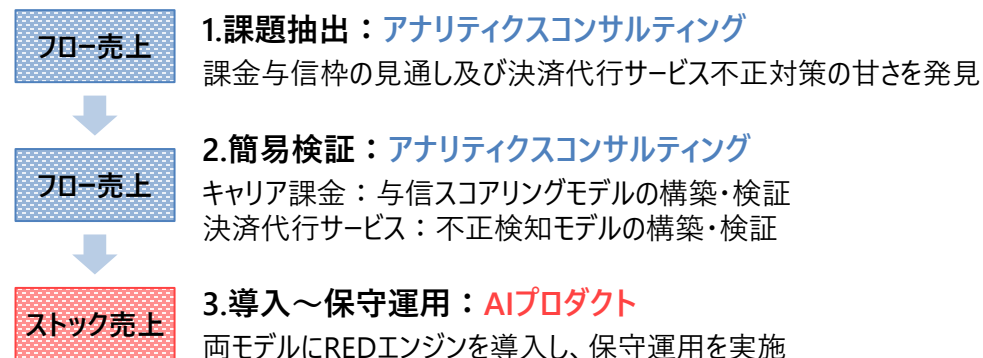 フロー売上
1.課題抽出：アナリティクスコンサルティング
課金与信枠の見通し及び決済代行サービス不正対策の甘さを発見
フロー売上
2.簡易検証：アナリティクスコンサルティング
キャリア課金：与信スコアリングモデルの構築・検証
決済代行サービス：不正検知モデルの構築・検証
ストック売上
3.導入～保守運用：AIプロダクト
両モデルにREDエンジンを導入し、保守運用を実施